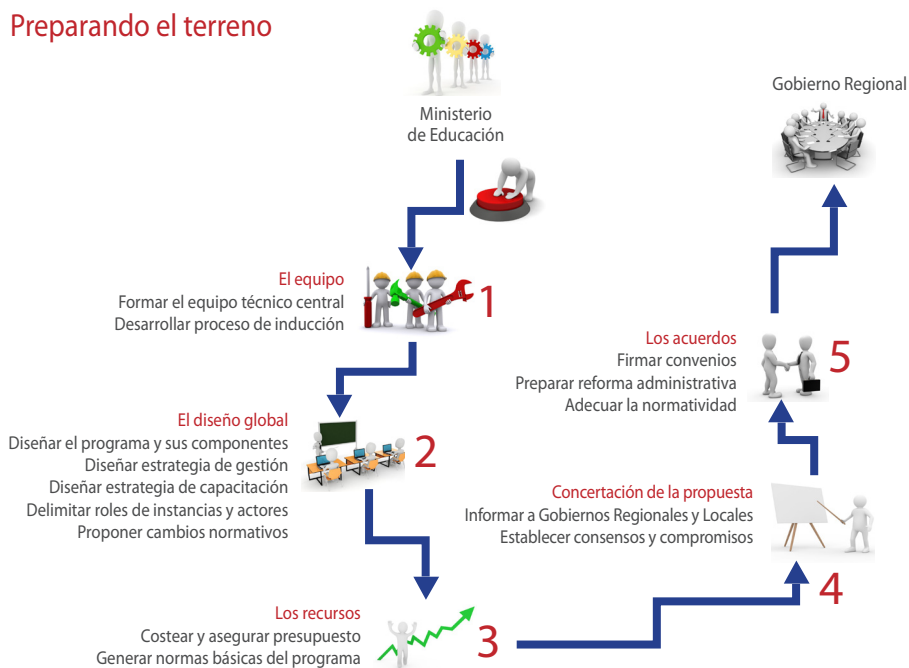 Preparando el terreno
Ministerio
de Educación
Gobierno Regional
El equipo
Formar el equipo técnico central
Desarrollar proceso de inducción
1
El diseño global
Diseñar el programa y sus componentes
Diseñar estrategia de gestión
Diseñar estrategia de capacitación
Delimitar roles de instancias y actores
Proponer cambios normativos
2
Los recursos
Costear y asegurar presupuesto
Generar normas básicas del programa
3
Concertación de la propuesta
Informar a Gobiernos Regionales y Locales
Establecer consensos y compromisos
4
Los acuerdos
Firmar convenios
Preparar reforma administrativa
Adecuar la normatividad
5